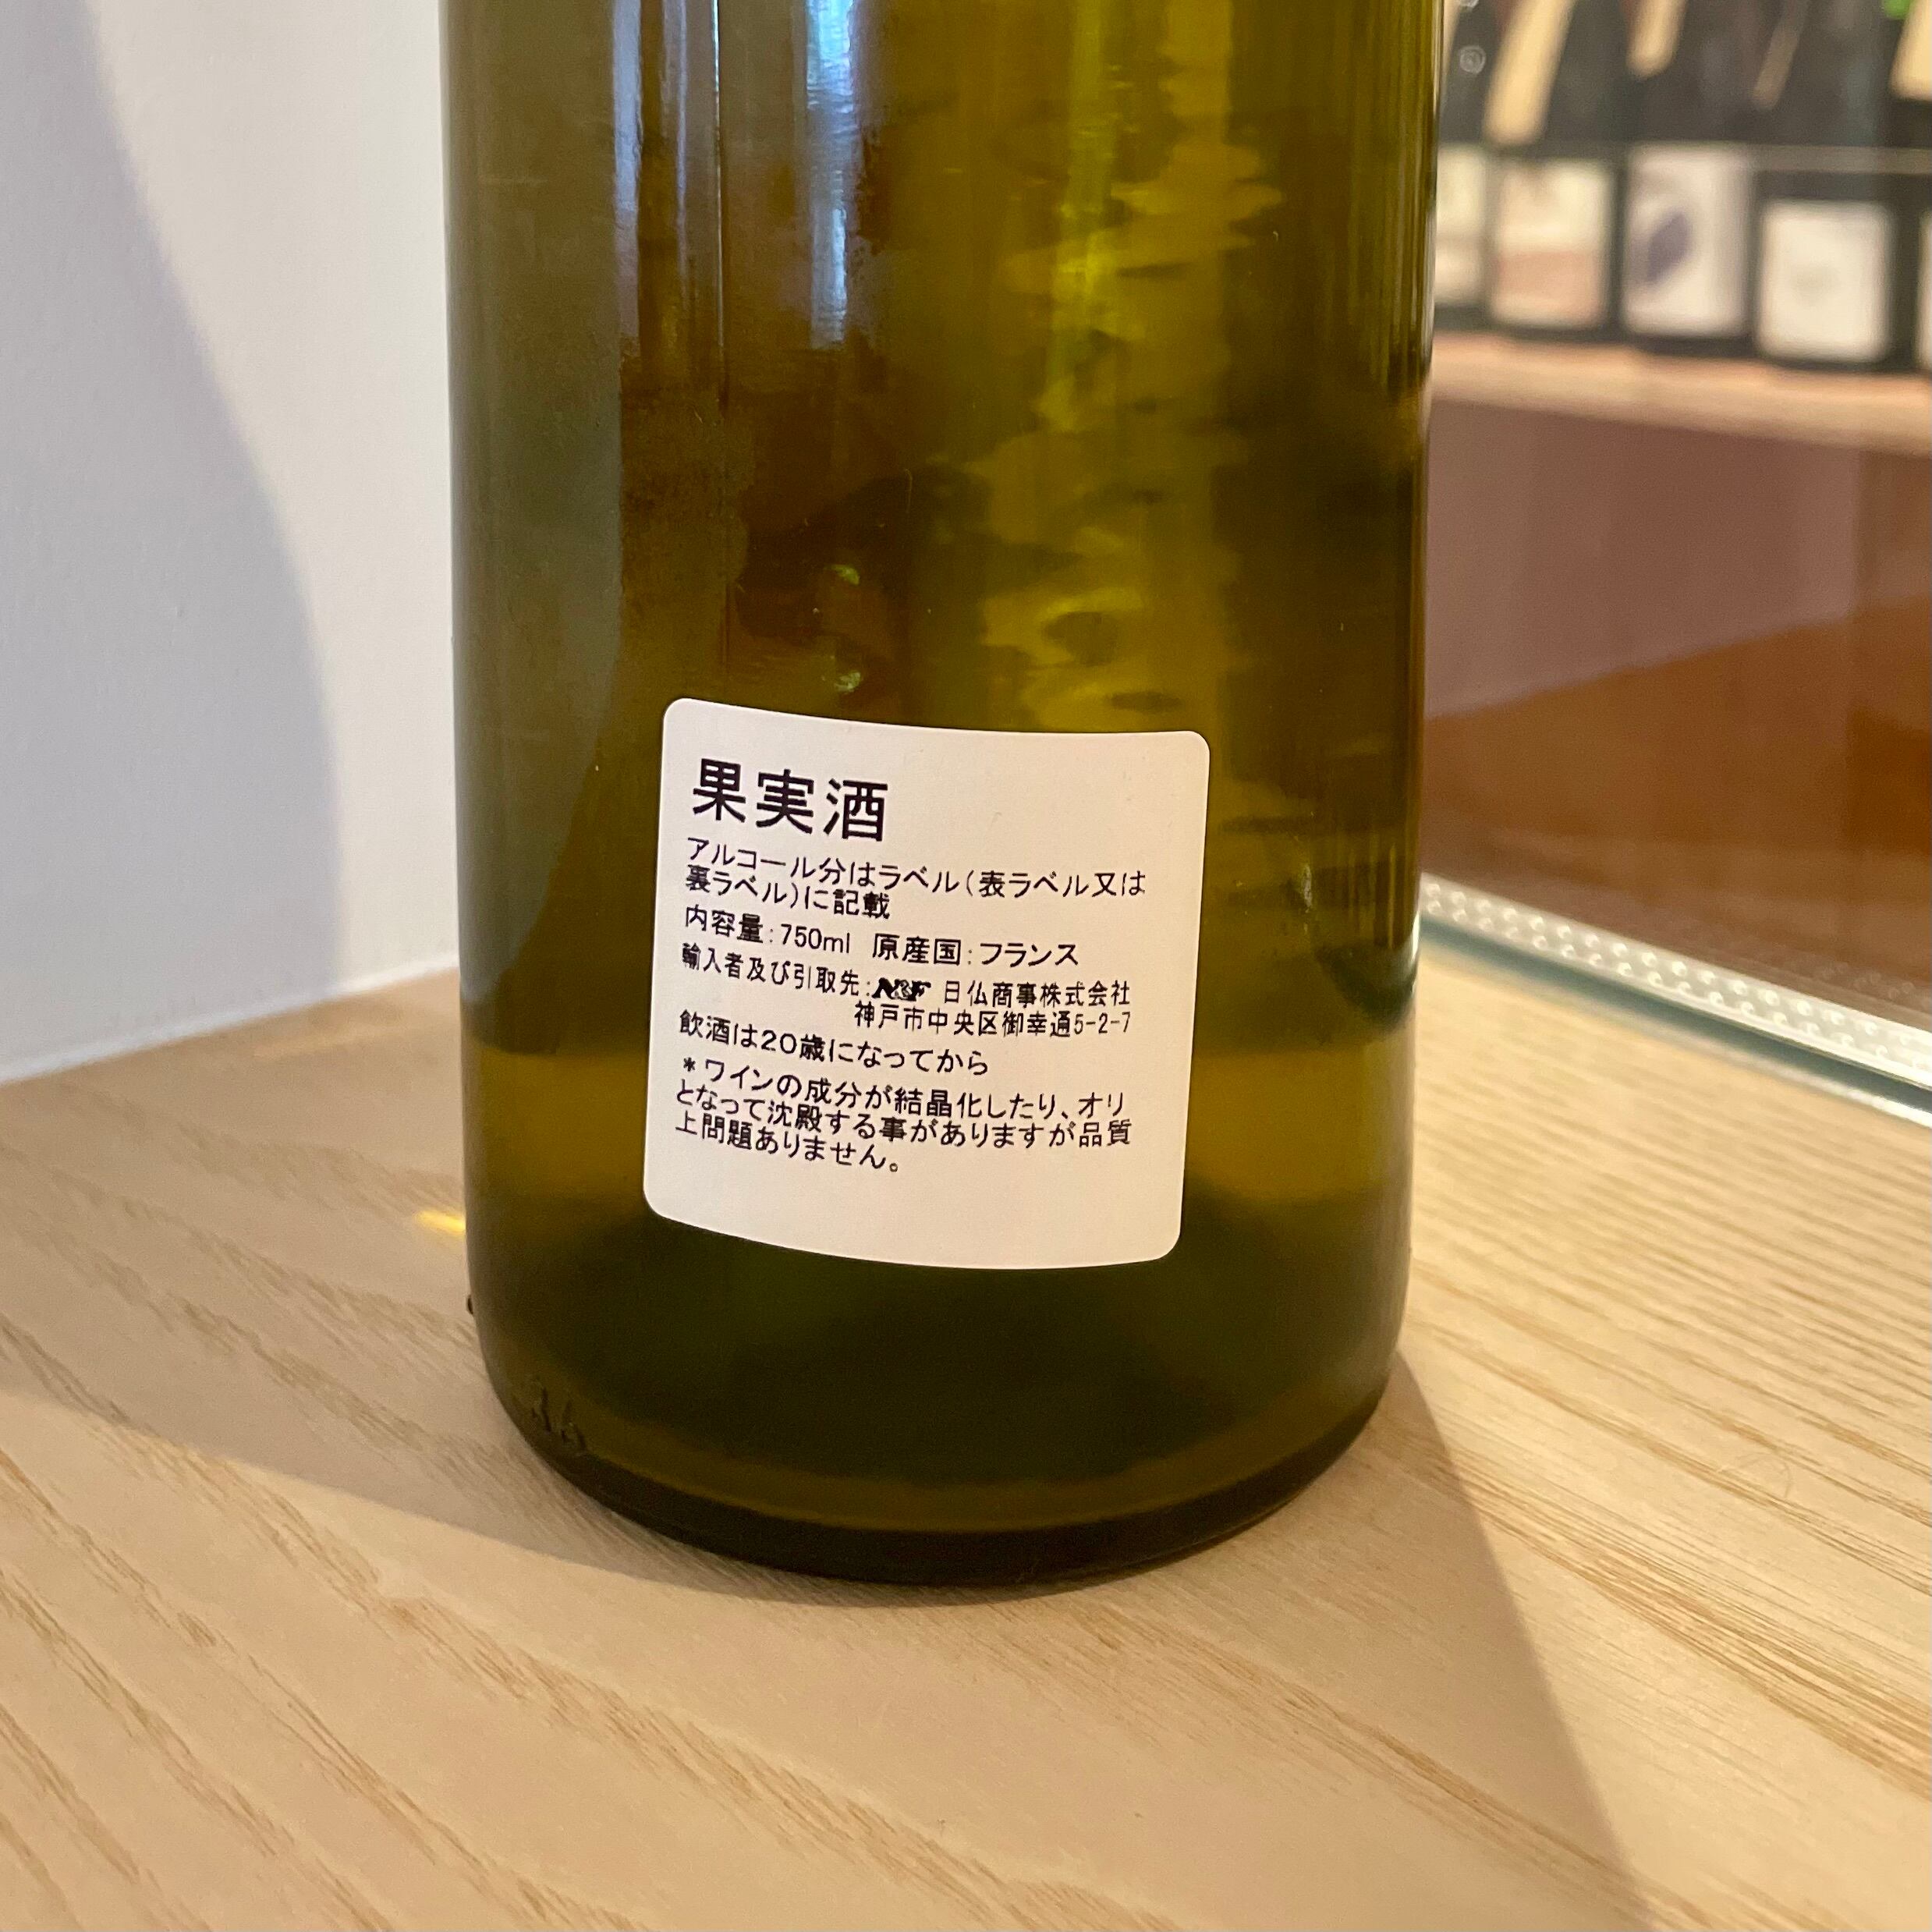 果実酒
アルコール分はラベル(表ラベル又は
裏ラベル)に記載
内容量:750ml 原産国:フランス
輸入者及び引取先:N&F 日仏商事株式会社
神戸市中央区御幸通5-2-7
飲酒は20歳になってから
*ワインの成分が結晶化したり、オリ
となって沈殿する事がありますが品質
上問題ありません。